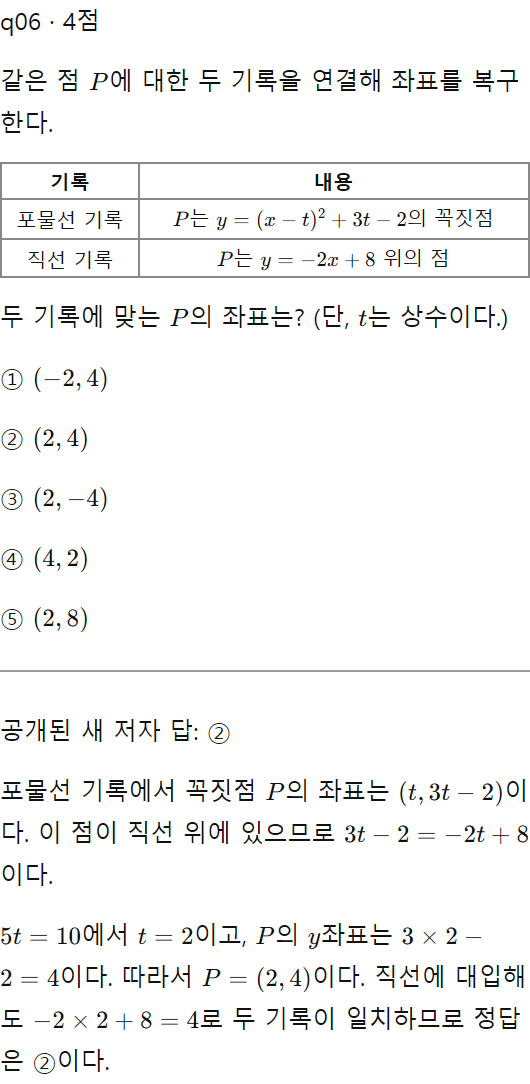 q06 · 4점
같은 점 P에 대한 두 기록을 연결해 좌표를 복구
한다.
기록 내용
포물선 기록 P는 y = (x − t)² + 3t − 2의 꼭짓점
직선 기록 P는 y = −2x + 8 위의 점
두 기록에 맞는 P의 좌표는? (단, t는 상수이다.)
① (−2, 4)
② (2, 4)
③ (2, −4)
④ (4, 2)
⑤ (2, 8)
공개된 새 저자 답: ②
포물선 기록에서 꼭짓점 P의 좌표는 (t, 3t − 2)이
다. 이 점이 직선 위에 있으므로 3t − 2 = −2t + 8
이다.
5t = 10에서 t = 2이고, P의 y좌표는 3 × 2 −
2 = 4이다. 따라서 P = (2, 4)이다. 직선에 대입해
도 −2 × 2 + 8 = 4로 두 기록이 일치하므로 정답
은 ②이다.